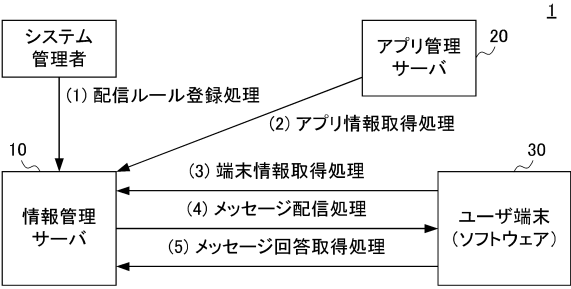 1
システム
管理者
アプリ管理
サーバ
20
(1) 配信ルール登録処理
(2) アプリ情報取得処理
10
30
(3) 端末情報取得処理
情報管理
サーバ
(4) メッセージ配信処理
ユーザ端末
(ソフトウェア)
(5) メッセージ回答取得処理